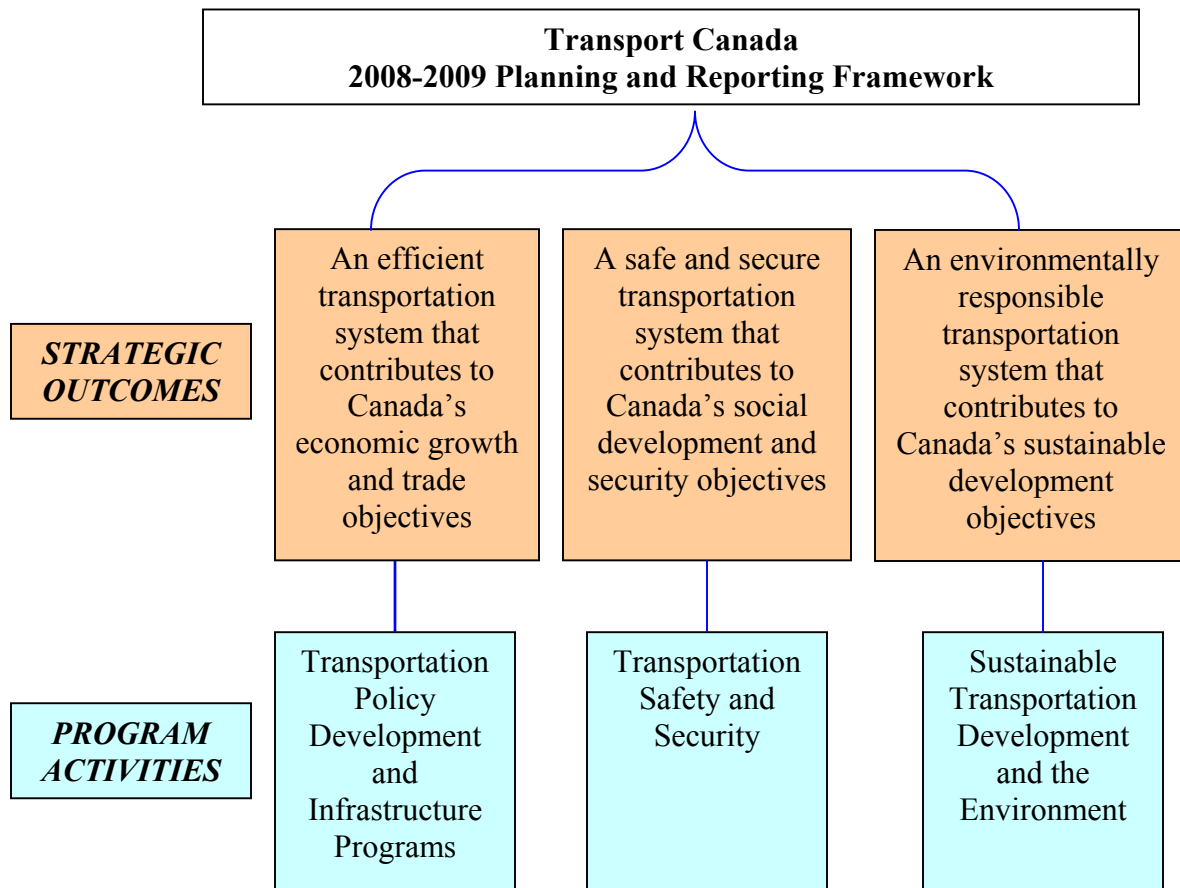 Transport Canada
2008-2009 Planning and Reporting Framework
STRATEGIC
OUTCOMES
An efficient
transportation
system that
contributes to
Canada’s
economic growth
and trade
objectives
A safe and secure
transportation
system that
contributes to
Canada’s social
development and
security objectives
An environmentally
responsible
transportation
system that
contributes to
Canada’s sustainable
development
objectives
PROGRAM
ACTIVITIES
Transportation
Policy
Development
and
Infrastructure
Programs
Transportation
Safety and
Security
Sustainable
Transportation
Development
and the
Environment